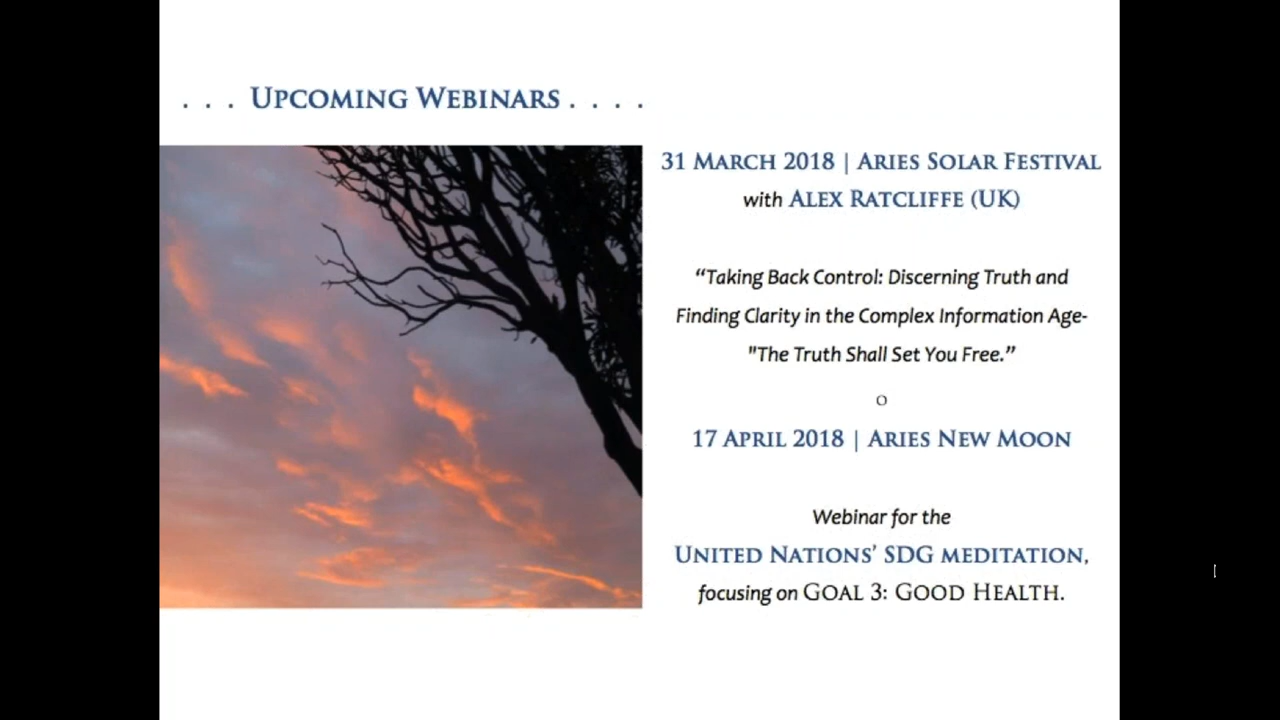 . . . UPCOMING WEBINARS . . . .
31 MARCH 2018 | ARIES SOLAR FESTIVAL
with ALEX RATCLIFFE (UK)
“Taking Back Control: Discerning Truth and
Finding Clarity in the Complex Information Age-
"The Truth Shall Set You Free.”
o
17 APRIL 2018 | ARIES NEW MOON
Webinar for the
UNITED NATIONS’ SDG MEDITATION,
focusing on GOAL 3: GOOD HEALTH.